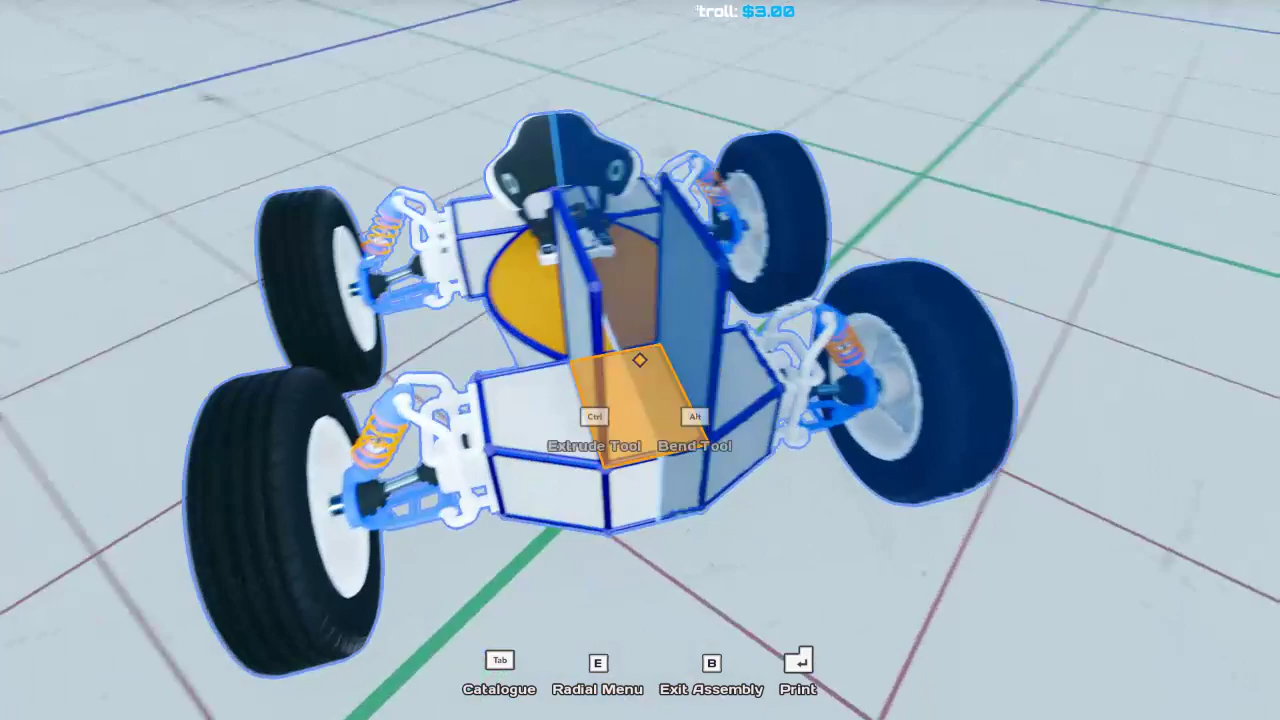 troll: $3.00
Ctrl Alt
Extrude Tool Bend Tool
Tab E B
Catalogue Radial Menu Exit Assembly Print